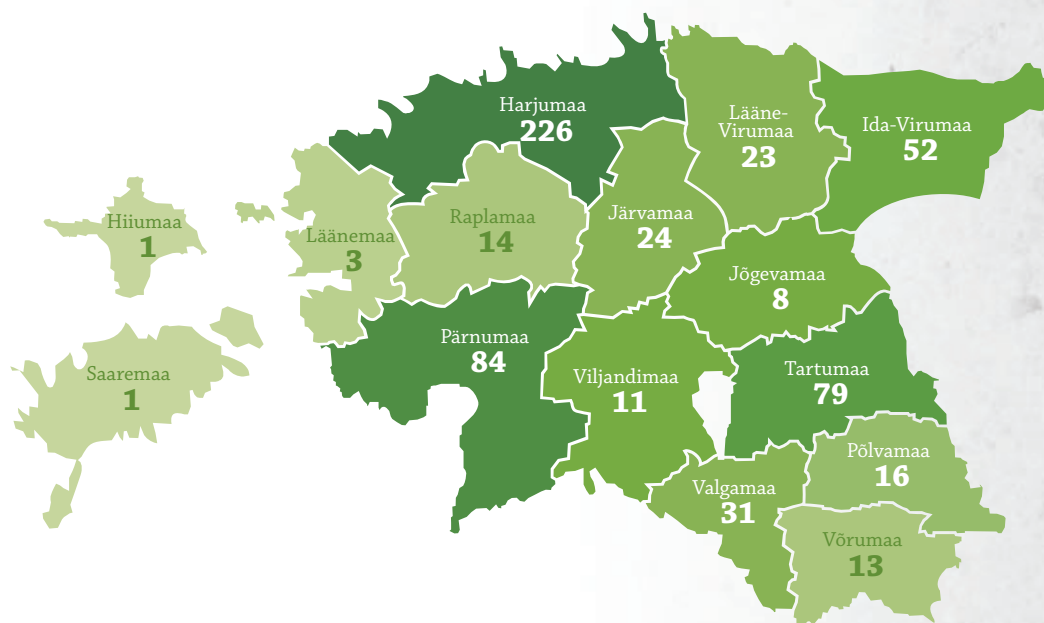 Harjumaa
226
Lääne-
Virumaa
23
Ida-Virumaa
52
Hiiumaa
1
Läänemaa
3
Raplamaa
14
Järvamaa
24
Jõgevamaa
8
Saaremaa
1
Pärnumaa
84
Viljandimaa
11
Tartumaa
79
Põlvamaa
16
Valgamaa
31
Võrumaa
13